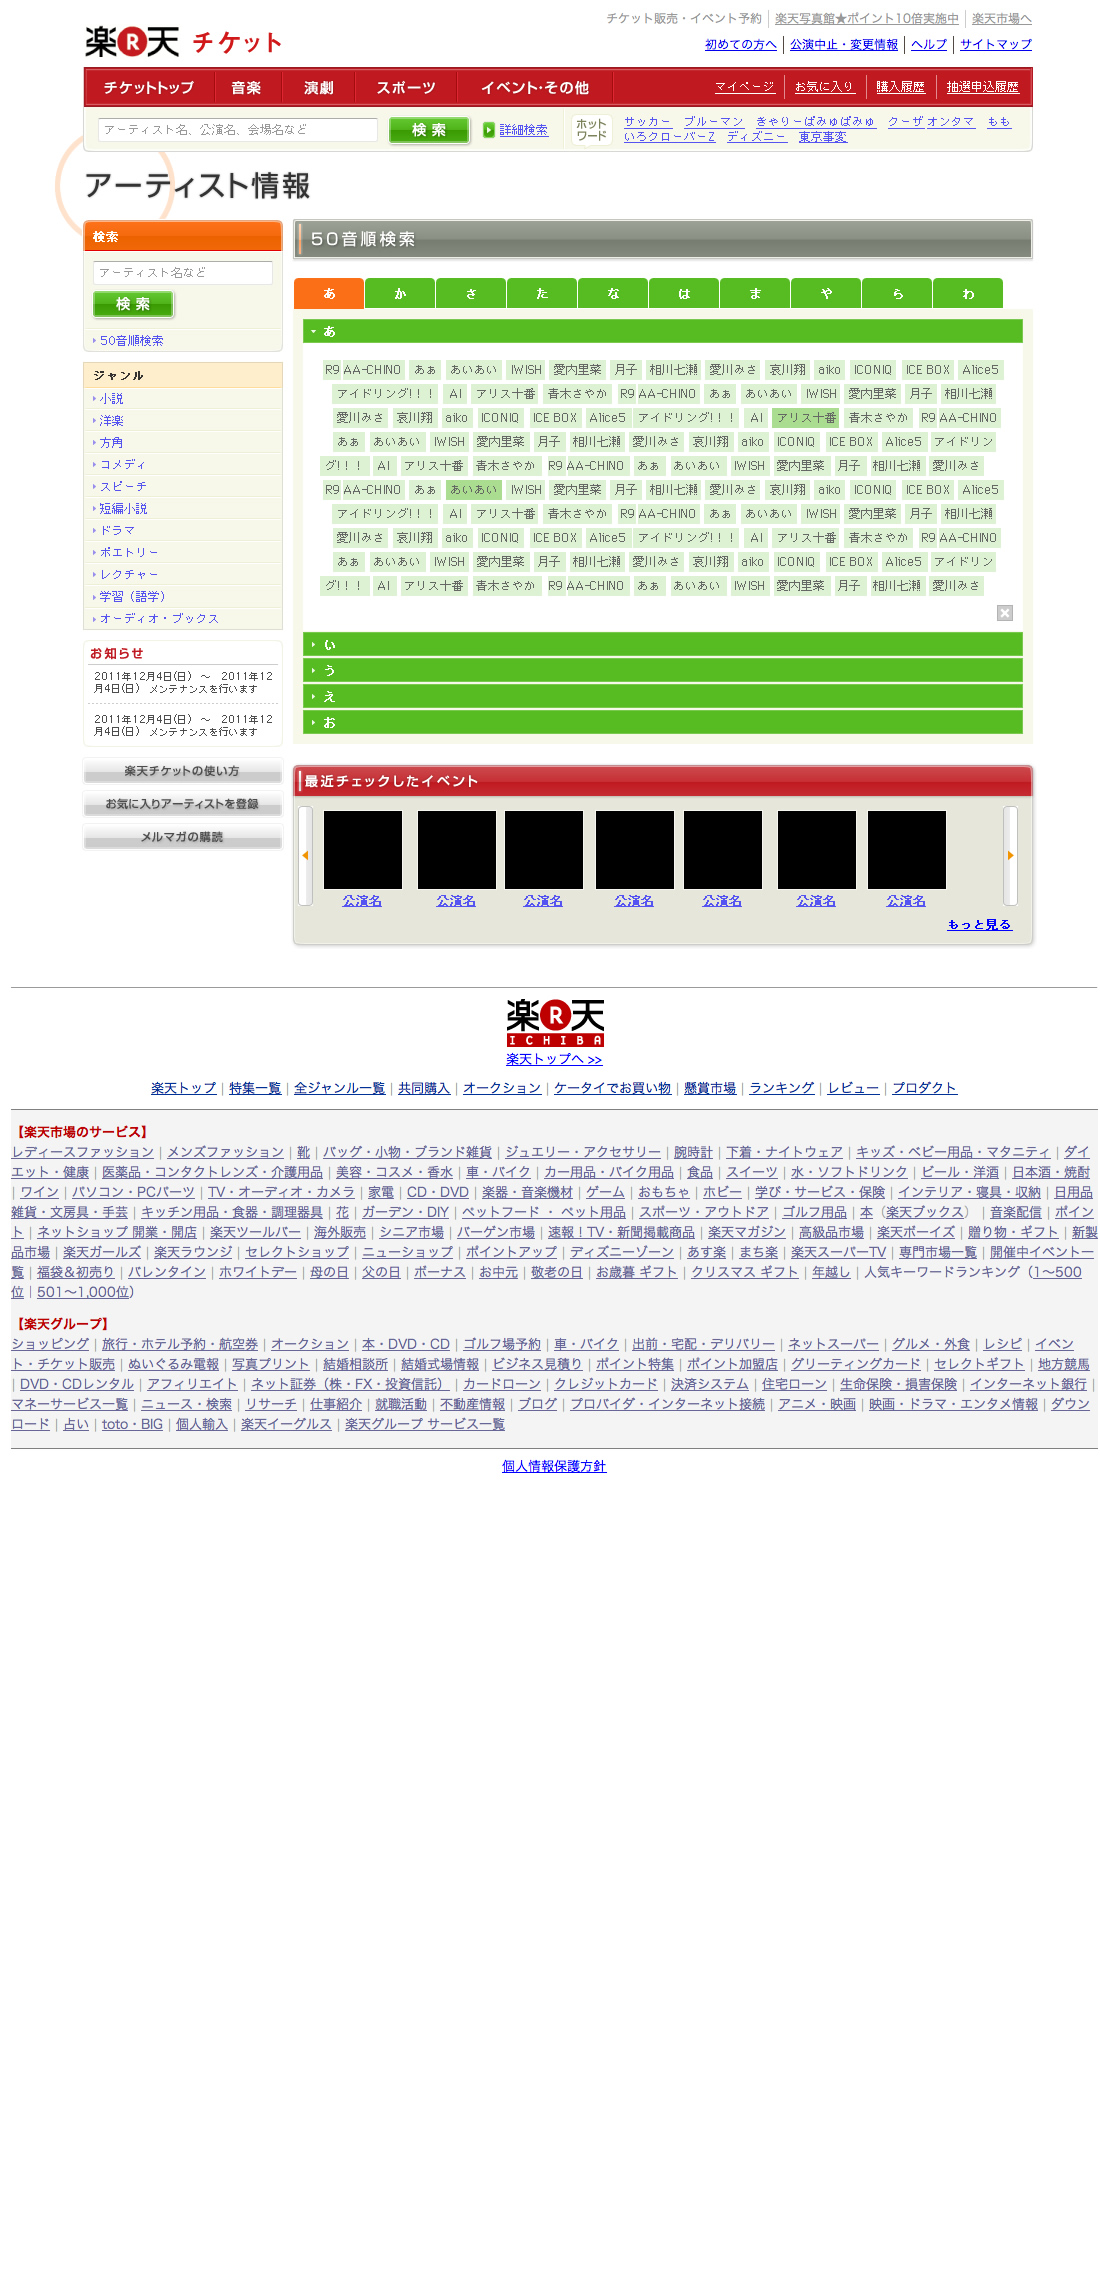 チケット販売・イベント予約 | 楽天写真館★ポイント10倍実施中 | 楽天市場へ
楽R天 チケット
初めての方へ | 公演中止・変更情報 | ヘルプ | サイトマップ
チケットトップ 音楽 演劇 スポーツ イベント・その他 マイページ お気に入り 購入履歴 抽選申込履歴
アーティスト名、公演名、会場名など 検索 詳細検索 ホットワード サッカー ブルーマン きゃりーぱみゅぱみゅ クーザ オンタマ もも
いろクローバーZ ディズニー 東京事変
アーティスト情報
検索
アーティスト名など
検索
50音順検索
ジャンル
小説
洋楽
方角
コメディ
スピーチ
短編小説
ドラマ
ポエトリー
レクチャー
学習（語学）
オーディオ・ブックス
お知らせ
2011年12月4日(日) ～ 2011年12
月4日(日) メンテナンスを行います
2011年12月4日(日) ～ 2011年12
月4日(日) メンテナンスを行います
楽天チケットの使い方
お気に入りアーティストを登録
メルマガの購読
50音順検索
あ か さ た な は ま や ら わ
あ
R9 AA-CHINO あぁ あいあい IWISH 愛内里菜 月子 相川七瀬 愛川みさ 哀川翔 aiko ICONIQ ICE BOX Alice5
アイドリング!！！ AI アリス十番 青木さやか R9 AA-CHINO あぁ あいあい IWISH 愛内里菜 月子 相川七瀬
愛川みさ 哀川翔 aiko ICONIQ ICE BOX Alice5 アイドリング!！！ AI アリス十番 青木さやか R9 AA-CHINO
あぁ あいあい IWISH 愛内里菜 月子 相川七瀬 愛川みさ 哀川翔 aiko ICONIQ ICE BOX Alice5 アイドリン
グ!！！ AI アリス十番 青木さやか R9 AA-CHINO あぁ あいあい IWISH 愛内里菜 月子 相川七瀬 愛川みさ
R9 AA-CHINO あぁ あいあい IWISH 愛内里菜 月子 相川七瀬 愛川みさ 哀川翔 aiko ICONIQ ICE BOX Alice5
アイドリング!！！ AI アリス十番 青木さやか R9 AA-CHINO あぁ あいあい IWISH 愛内里菜 月子 相川七瀬
愛川みさ 哀川翔 aiko ICONIQ ICE BOX Alice5 アイドリング!！！ AI アリス十番 青木さやか R9 AA-CHINO
あぁ あいあい IWISH 愛内里菜 月子 相川七瀬 愛川みさ 哀川翔 aiko ICONIQ ICE BOX Alice5 アイドリン
グ!！！ AI アリス十番 青木さやか R9 AA-CHINO あぁ あいあい IWISH 愛内里菜 月子 相川七瀬 愛川みさ
い
う
え
お
最近チェックしたイベント
公演名 公演名 公演名 公演名 公演名 公演名 公演名
もっと見る
楽R天
ICHIBA
楽天トップへ >>
楽天トップ | 特集一覧 | 全ジャンル一覧 | 共同購入 | オークション | ケータイでお買い物 | 懸賞市場 | ランキング | レビュー | プロダクト
【楽天市場のサービス】
レディースファッション | メンズファッション | 靴 | バッグ・小物・ブランド雑貨 | ジュエリー・アクセサリー | 腕時計 | 下着・ナイトウェア | キッズ・ベビー用品・マタニティ | ダイ
エット・健康 | 医薬品・コンタクトレンズ・介護用品 | 美容・コスメ・香水 | 車・バイク | カー用品・バイク用品 | 食品 | スイーツ | 水・ソフトドリンク | ビール・洋酒 | 日本酒・焼酎
| ワイン | パソコン・PCパーツ | TV・オーディオ・カメラ | 家電 | CD・DVD | 楽器・音楽機材 | ゲーム | おもちゃ | ホビー | 学び・サービス・保険 | インテリア・寝具・収納 | 日用品
雑貨・文房具・手芸 | キッチン用品・食器・調理器具 | 花 | ガーデン・DIY | ペットフード ・ ペット用品 | スポーツ・アウトドア | ゴルフ用品 | 本（楽天ブックス） | 音楽配信 | ポイン
ト | ネットショップ 開業・開店 | 楽天ツールバー | 海外販売 | シニア市場 | バーゲン市場 | 速報！TV・新聞掲載商品 | 楽天マガジン | 高級品市場 | 楽天ボーイズ | 贈り物・ギフト | 新製
品市場 | 楽天ガールズ | 楽天ラウンジ | セレクトショップ | ニューショップ | ポイントアップ | ディズニーゾーン | あす楽 | まち楽 | 楽天スーパーTV | 専門市場一覧 | 開催中イベント一
覧 | 福袋＆初売り | バレンタイン | ホワイトデー | 母の日 | 父の日 | ボーナス | お中元 | 敬老の日 | お歳暮 ギフト | クリスマス ギフト | 年越し | 人気キーワードランキング（1～500
位 | 501～1,000位）
【楽天グループ】
ショッピング | 旅行・ホテル予約・航空券 | オークション | 本・DVD・CD | ゴルフ場予約 | 車・バイク | 出前・宅配・デリバリー | ネットスーパー | グルメ・外食 | レシピ | イベン
ト・チケット販売 | ぬいぐるみ電報 | 写真プリント | 結婚相談所 | 結婚式場情報 | ビジネス見積り | ポイント特集 | ポイント加盟店 | グリーティングカード | セレクトギフト | 地方競馬
| DVD・CDレンタル | アフィリエイト | ネット証券（株・FX・投資信託） | カードローン | クレジットカード | 決済システム | 住宅ローン | 生命保険・損害保険 | インターネット銀行 |
マネーサービス一覧 | ニュース・検索 | リサーチ | 仕事紹介 | 就職活動 | 不動産情報 | ブログ | プロバイダ・インターネット接続 | アニメ・映画 | 映画・ドラマ・エンタメ情報 | ダウン
ロード | 占い | toto・BIG | 個人輸入 | 楽天イーグルス | 楽天グループ サービス一覧
個人情報保護方針